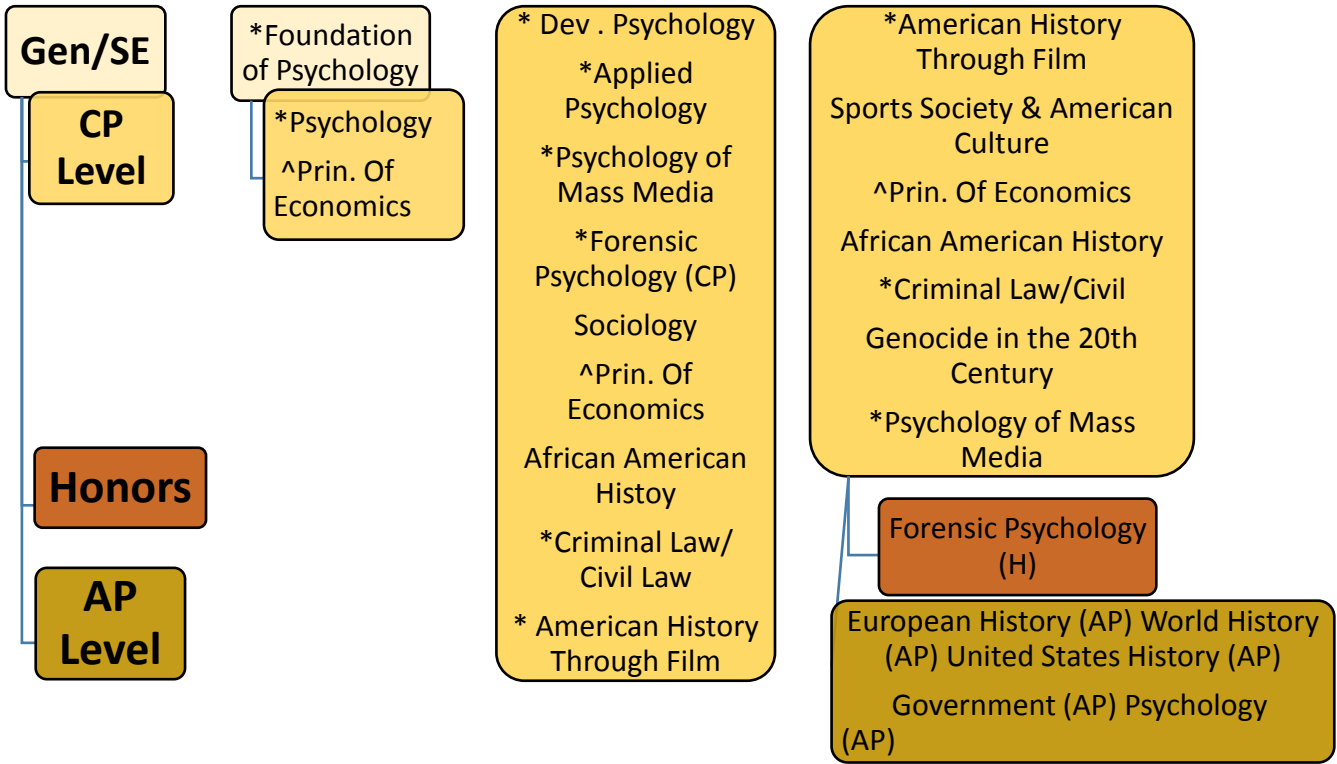 Gen/SE
CP
Level
Honors
AP
Level
*Foundation
of Psychology
*Psychology
^Prin. Of
Economics
* Dev . Psychology
*Applied
Psychology
*Psychology of
Mass Media
*Forensic
Psychology (CP)
Sociology
^Prin. Of
Economics
African American
Histoy
*Criminal Law/
Civil Law
* American History
Through Film
*American History
Through Film
Sports Society & American
Culture
^Prin. Of Economics
African American History
*Criminal Law/Civil
Genocide in the 20th
Century
*Psychology of Mass
Media
Forensic Psychology
(H)
European History (AP) World History
(AP) United States History (AP)
Government (AP) Psychology
(AP)